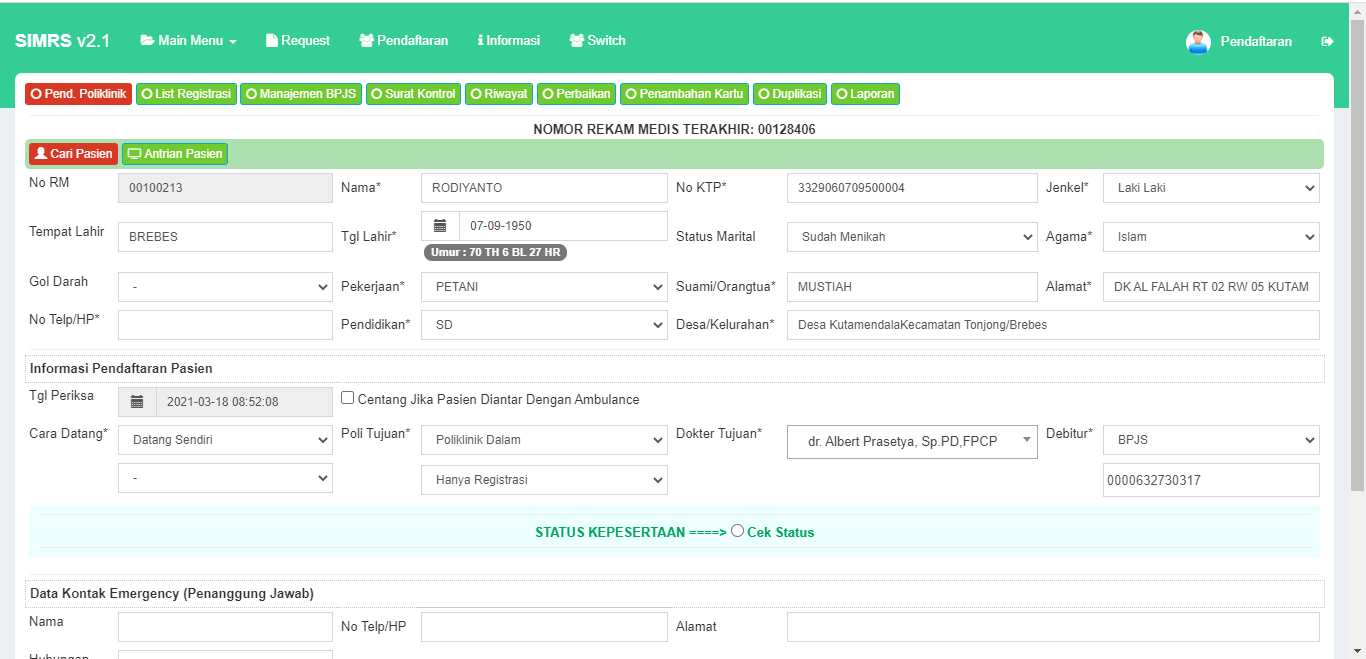 SIMRS v2.1 Main Menu Request Pendaftaran Informasi Switch Pendaftaran
Pend. Poliklinik List Registrasi Manajemen BPJS Surat Kontrol Riwayat Perbaikan Penambahan Kartu Duplikasi Laporan
NOMOR REKAM MEDIS TERAKHIR: 00128406
Cari Pasien Antrian Pasien
No RM 00100213 Nama* RODIYANTO No KTP* 3329060709500004 Jenkel* Laki Laki
Tempat Lahir BREBES Tgl Lahir* 07-09-1950 Status Marital Sudah Menikah Agama* Islam
Umur : 70 TH 6 BL 27 HR
Gol Darah - Pekerjaan* PETANI Suami/Orangtua* MUSTIAH Alamat* DK AL FALAH RT 02 RW 05 KUTAM
No Telp/HP* Pendidikan* SD Desa/Kelurahan* Desa KutamendalaKecamatan Tonjong/Brebes
Informasi Pendaftaran Pasien
Tgl Periksa 2021-03-18 08:52:08 Centang Jika Pasien Diantar Dengan Ambulance
Cara Datang* Datang Sendiri Poli Tujuan* Poliklinik Dalam Dokter Tujuan* dr. Albert Prasetya, Sp.PD,FPCP Debitur* BPJS
- Hanya Registrasi 0000632730317
STATUS KEPESERTAAN ====> Cek Status
Data Kontak Emergency (Penanggung Jawab)
Nama No Telp/HP Alamat
Hubungan